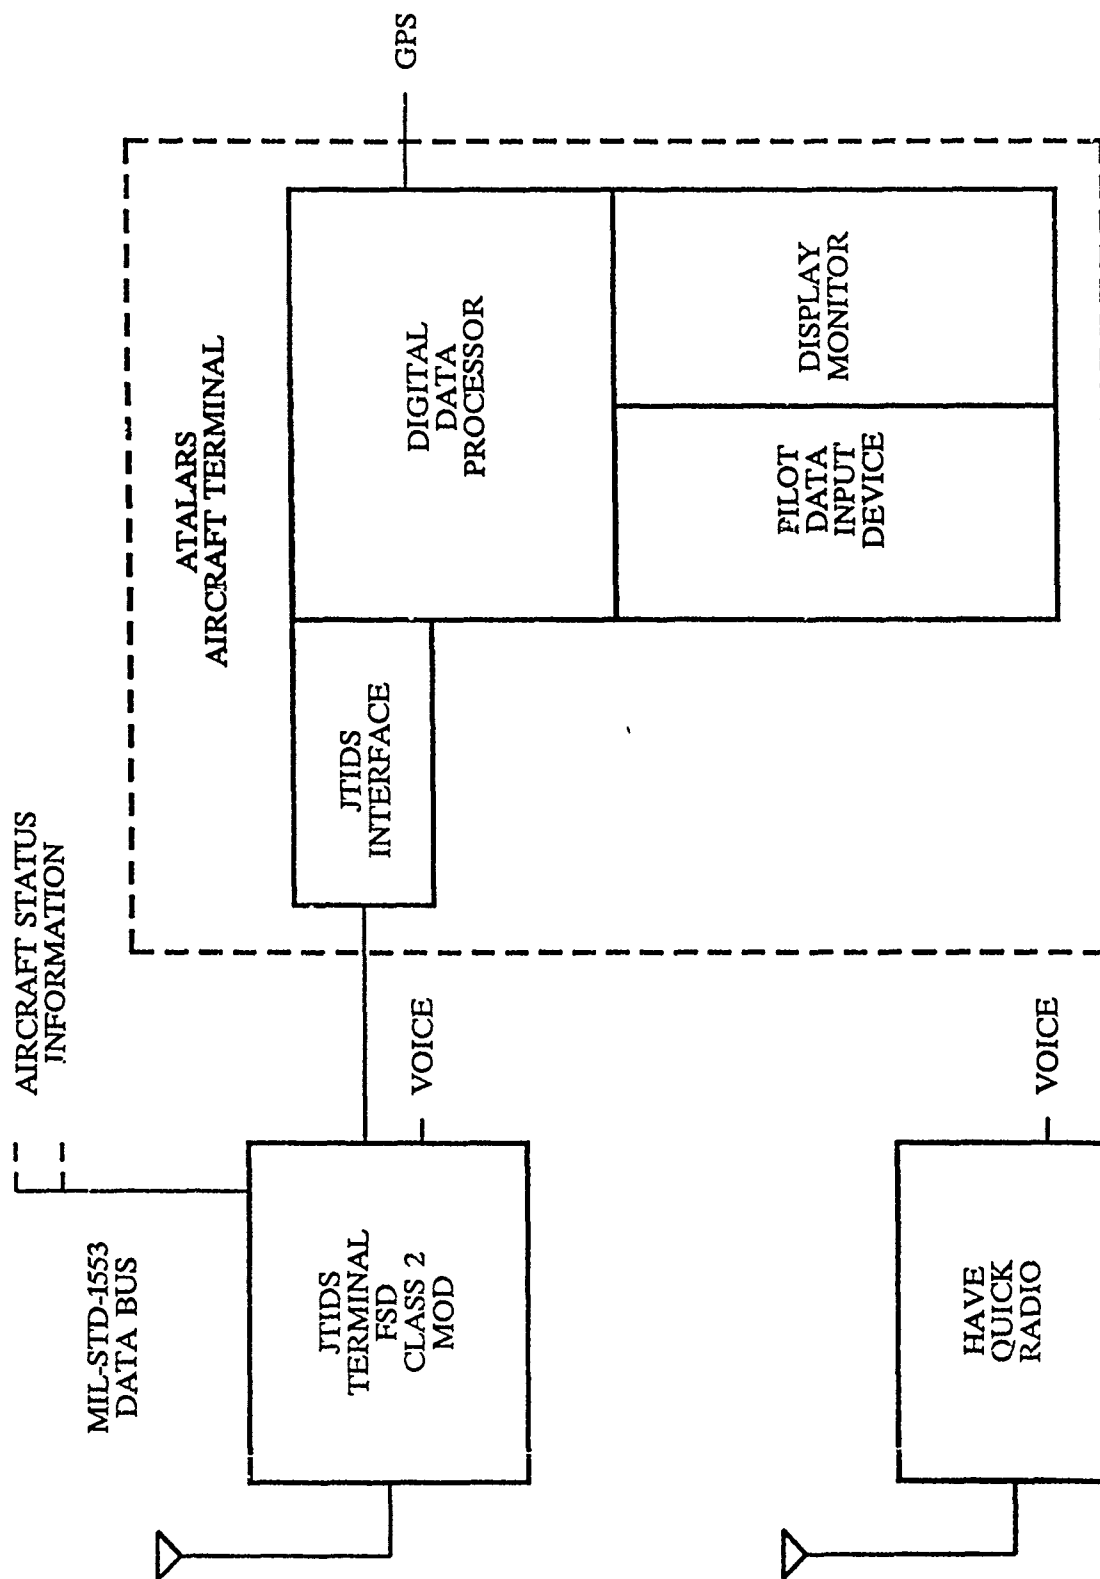 AIRCRAFT STATUS
INFORMATION
MIL-STD-1553
DATA BUS
ATALARS
AIRCRAFT TERMINAL
JTIDS
TERMINAL
FSD
CLASS 2
MOD
VOICE
JTIDS
INTERFACE
DIGITAL
DATA
PROCESSOR
GPS
PILOT
DATA
INPUT
DEVICE
DISPLAY
MONITOR
HAVE
QUICK
RADIO
VOICE